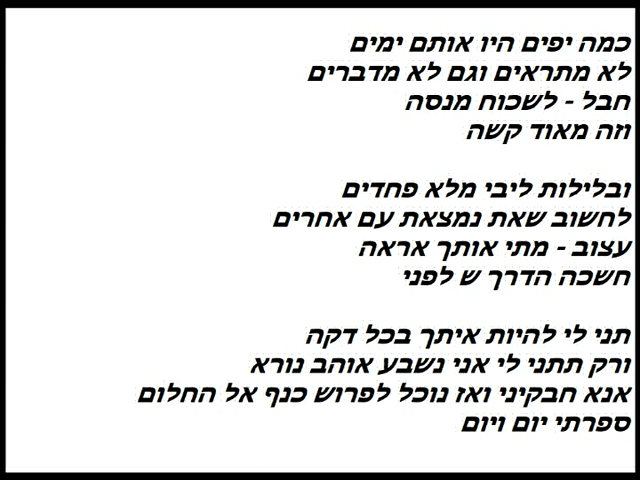 כמה יפים היו אותם ימים
לא מתראים וגם לא מדברים
חבל - לשכוח מנסה
וזה מאוד קשה
ובלילות ליבי מלא פחדים
לחשוב שאת נמצאת עם אחרים
עצוב - מתי אותך אראה
חשכה הדרך ש לפני
תני לי להיות איתך בכל דקה
ורק תתני לי אני נשבע אוהב נורא
אנא חבקיני ואז נוכל לפרוש כנף אל החלום
ספרתי יום ויום